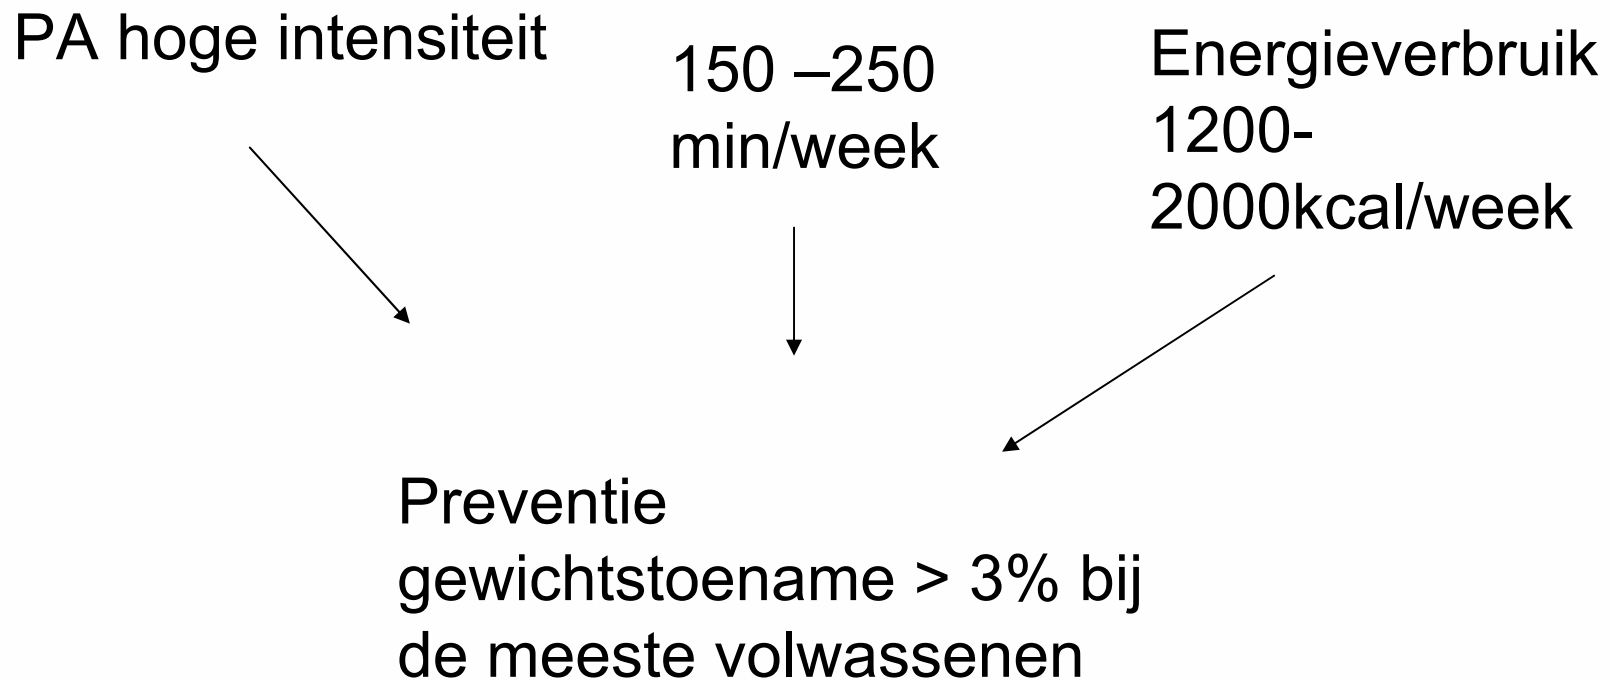 PA hoge intensiteit
150 –250
min/week
Energieverbruik
1200-
2000kcal/week
Preventie
gewichtstoename > 3% bij
de meeste volwassenen